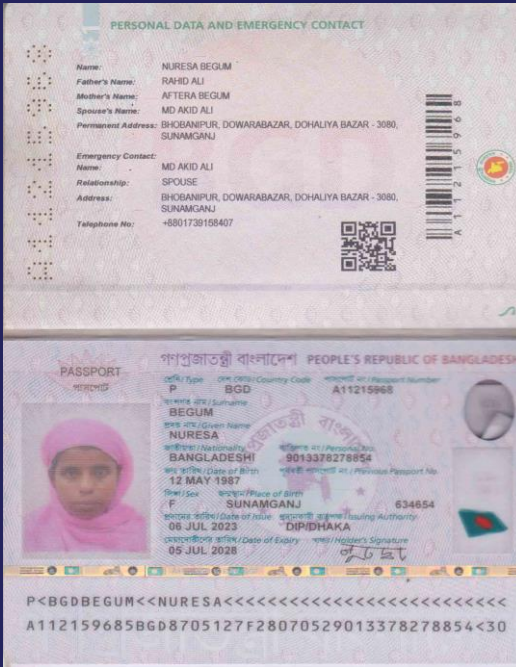 PERSONAL DATA AND EMERGENCY CONTACT
Name: NURESA BEGUM
Father's Name: RAHID ALI
Mother's Name: AFTERA BEGUM
Spouse's Name: MD AKID ALI
Permanent Address: BHOBANIPUR, DOWARABAZAR, DOHALIYA BAZAR - 3080,
SUNAMGANJ
Emergency Contact:
Name: MD AKID ALI
Relationship: SPOUSE
Address: BHOBANIPUR, DOWARABAZAR, DOHALIYA BAZAR - 3080,
SUNAMGANJ
Telephone No: +8801739158407
A11215968
গণপ্রজাতন্ত্রী বাংলাদেশ PEOPLE'S REPUBLIC OF BANGLADESH
PASSPORT
পাসপোর্ট
Type Country Code Passport Number
P BGD A11215968
Surname
BEGUM
Given Name
NURESA
Nationality Personal No.
BANGLADESHI 9013378278854
Date of Birth Previous Passport No.
12 MAY 1987
Sex Place of Birth
F SUNAMGANJ 634654
Date of Issue Issuing Authority
06 JUL 2023 DIP/DHAKA
Date of Expiry Holder's Signature
05 JUL 2028
P<BGDBEGUM<<NURESA<<<<<<<<<<<<<<<<<<<<<<<<<<
A112159685BGD8705127F28070529013378278854<30